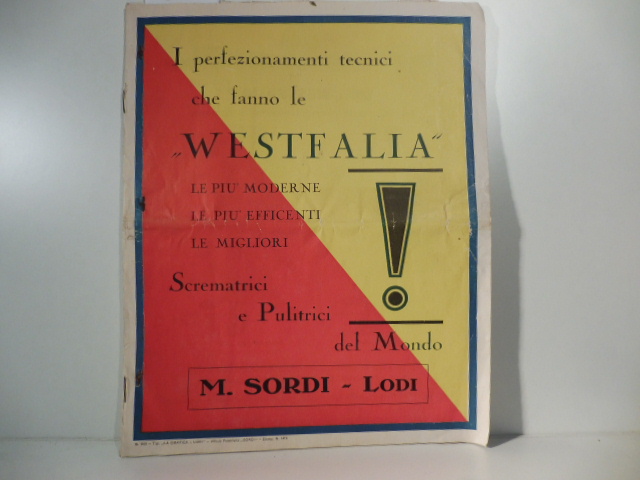 I perfezionamenti tecnici
che fanno le
„WESTFALIA“
LE PIU' MODERNE
LE PIU' EFFICENTI
LE MIGLIORI
!
Scrematrici
e Pulitrici
del Mondo
M. SORDI - LODI